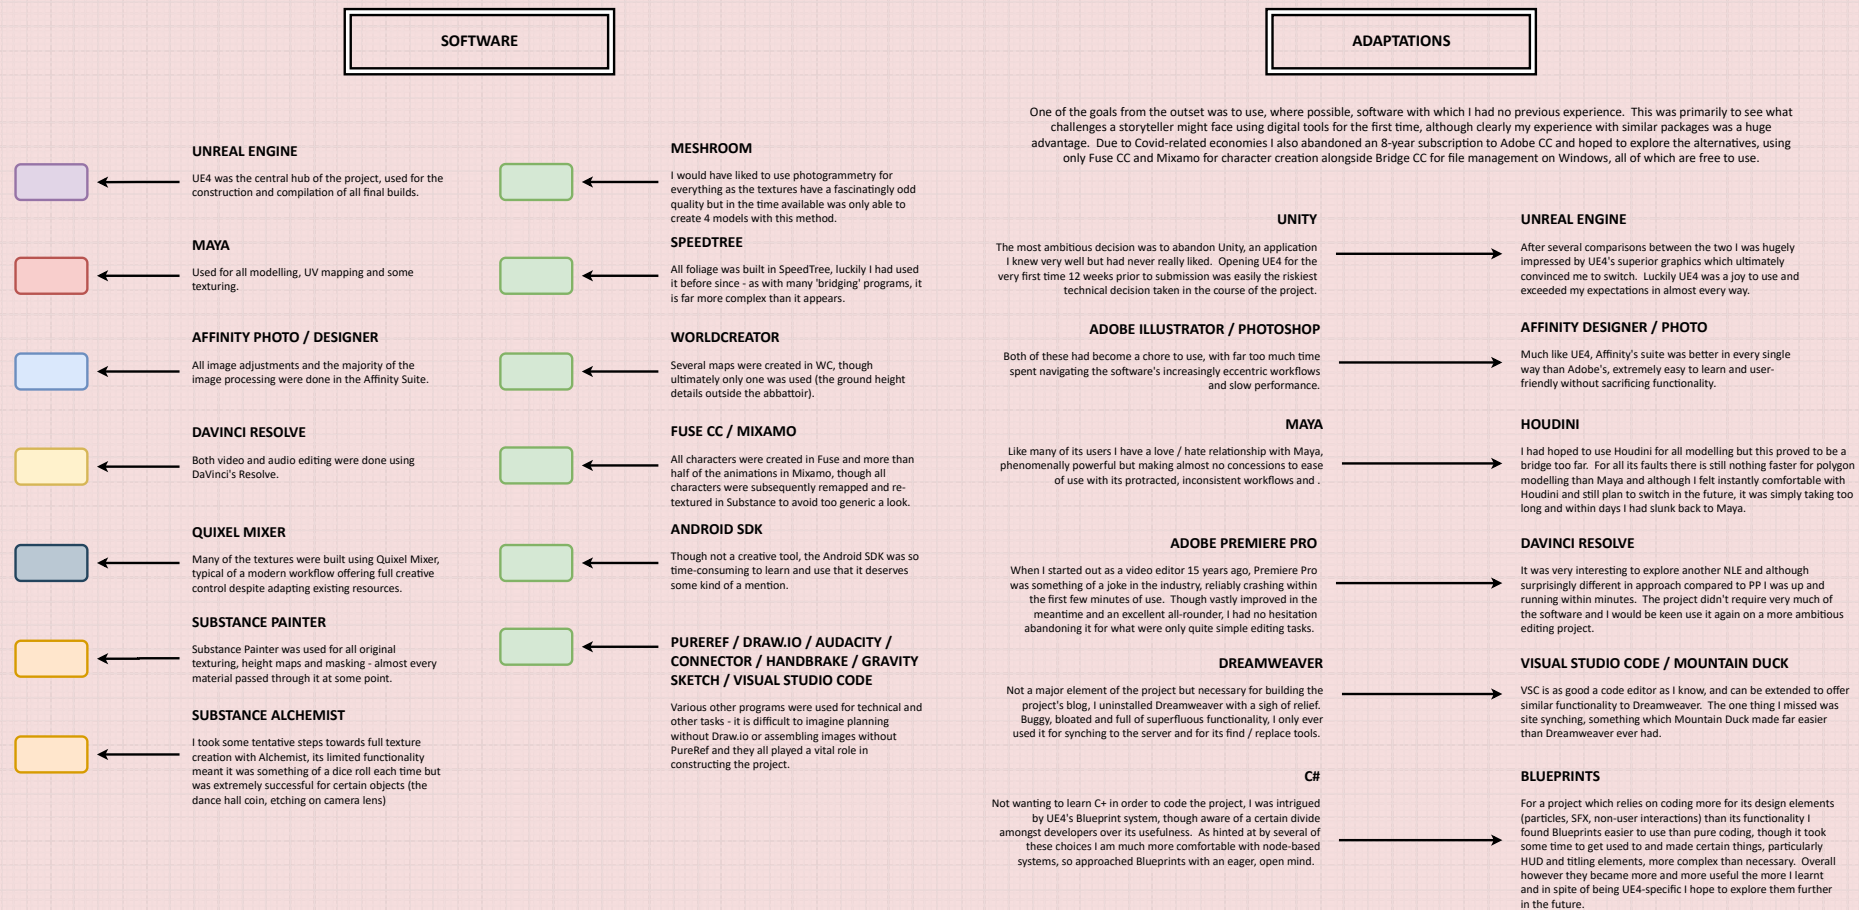 SOFTWARE
UNREAL ENGINE
UE4 was the central hub of the project, used for the
construction and compilation of all final builds.
MAYA
Used for all modelling, UV mapping and some
texturing.
AFFINITY PHOTO / DESIGNER
All image adjustments and the majority of the
image processing were done in the Affinity Suite.
DAVINCI RESOLVE
Both video and audio editing were done using
DaVinci's Resolve.
QUIXEL MIXER
Many of the textures were built using Quixel Mixer,
typical of a modern workflow offering full creative
control despite adapting existing resources.
SUBSTANCE PAINTER
Substance Painter was used for all original
texturing, height maps and masking - almost every
material passed through it at some point.
SUBSTANCE ALCHEMIST
I took some tentative steps towards full texture
creation with Alchemist, its limited functionality
meant it was something of a dice roll each time but
was extremely successful for certain objects (the
dance hall coin, etching on camera lens)
MESHROOM
I would have liked to use photogrammetry for
everything as the textures have a fascinatingly odd
quality but in the time available was only able to
create 4 models with this method.
SPEEDTREE
All foliage was built in SpeedTree, luckily I had used
it before since - as with many 'bridging' programs, it
is far more complex than it appears.
WORLDCREATOR
Several maps were created in WC, though
ultimately only one was used (the ground height
details outside the abbattoir).
FUSE CC / MIXAMO
All characters were created in Fuse and more than
half of the animations in Mixamo, though all
characters were subsequently remapped and re-
textured in Substance to avoid too generic a look.
ANDROID SDK
Though not a creative tool, the Android SDK was so
time-consuming to learn and use that it deserves
some kind of a mention.
PUREREF / DRAW.IO / AUDACITY /
CONNECTOR / HANDBRAKE / GRAVITY
SKETCH / VISUAL STUDIO CODE
Various other programs were used for technical and
other tasks - it is difficult to imagine planning
without Draw.io or assembling images without
PureRef and they all played a vital role in
constructing the project.
ADAPTATIONS
One of the goals from the outset was to use, where possible, software with which I had no previous experience. This was primarily to see what
challenges a storyteller might face using digital tools for the first time, although clearly my experience with similar packages was a huge
advantage. Due to Covid-related economies I also abandoned an 8-year subscription to Adobe CC and hoped to explore the alternatives, using
only Fuse CC and Mixamo for character creation alongside Bridge CC for file management on Windows, all of which are free to use.
UNITY
The most ambitious decision was to abandon Unity, an application
I knew very well but had never really liked. Opening UE4 for the
very first time 12 weeks prior to submission was easily the riskiest
technical decision taken in the course of the project.
UNREAL ENGINE
After several comparisons between the two I was hugely
impressed by UE4's superior graphics which ultimately
convinced me to switch. Luckily UE4 was a joy to use and
exceeded my expectations in almost every way.
ADOBE ILLUSTRATOR / PHOTOSHOP
Both of these had become a chore to use, with far too much time
spent navigating the software's increasingly eccentric workflows
and slow performance.
AFFINITY DESIGNER / PHOTO
Much like UE4, Affinity's suite was better in every single
way than Adobe's, extremely easy to learn and user-
friendly without sacrificing functionality.
MAYA
Like many of its users I have a love / hate relationship with Maya,
phenomenally powerful but making almost no concessions to ease
of use with its protracted, inconsistent workflows and .
HOUDINI
I had hoped to use Houdini for all modelling but this proved to be a
bridge too far. For all its faults there is still nothing faster for polygon
modelling than Maya and although I felt instantly comfortable with
Houdini and still plan to switch in the future, it was simply taking too
long and within days I had slunk back to Maya.
ADOBE PREMIERE PRO
When I started out as a video editor 15 years ago, Premiere Pro
was something of a joke in the industry, reliably crashing within
the first few minutes of use. Though vastly improved in the
meantime and an excellent all-rounder, I had no hesitation
abandoning it for what were only quite simple editing tasks.
DAVINCI RESOLVE
It was very interesting to explore another NLE and although
surprisingly different in approach compared to PP I was up and
running within minutes. The project didn't require very much of
the software and I would be keen use it again on a more ambitious
editing project.
DREAMWEAVER
Not a major element of the project but necessary for building the
project's blog, I uninstalled Dreamweaver with a sigh of relief.
Buggy, bloated and full of superfluous functionality, I only ever
used it for synching to the server and for its find / replace tools.
VISUAL STUDIO CODE / MOUNTAIN DUCK
VSC is as good a code editor as I know, and can be extended to offer
similar functionality to Dreamweaver. The one thing I missed was
site synching, something which Mountain Duck made far easier
than Dreamweaver ever had.
C#
Not wanting to learn C+ in order to code the project, I was intrigued
by UE4's Blueprint system, though aware of a certain divide
amongst developers over its usefulness. As hinted at by several of
these choices I am much more comfortable with node-based
systems, so approached Blueprints with an eager, open mind.
BLUEPRINTS
For a project which relies on coding more for its design elements
(particles, SFX, non-user interactions) than its functionality I
found Blueprints easier to use than pure coding, though it took
some time to get used to and made certain things, particularly
HUD and titling elements, more complex than necessary. Overall
however they became more and more useful the more I learnt
and in spite of being UE4-specific I hope to explore them further
in the future.